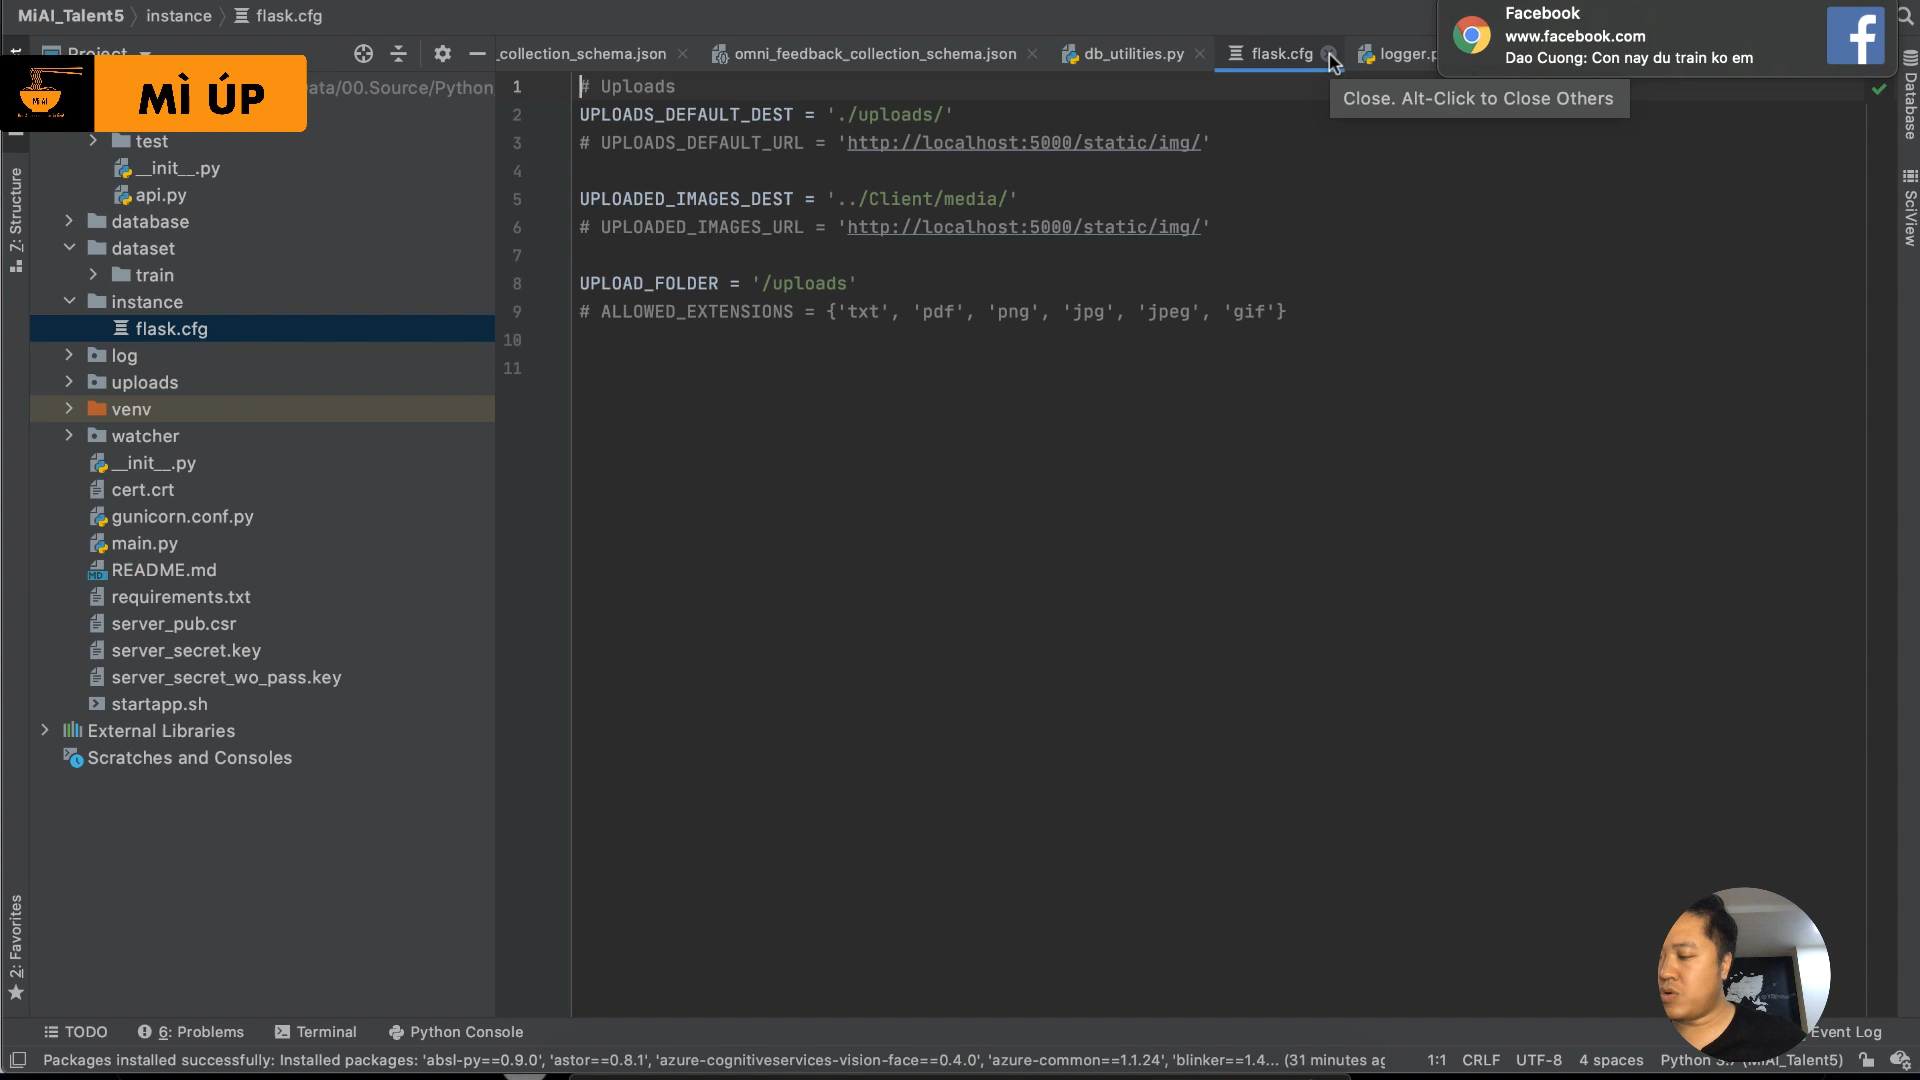 MiAI_Talent5 instance flask.cfg
Facebook
www.facebook.com
Dao Cuong: Con nay du train ko em
Project
_collection_schema.json
omni_feedback_collection_schema.json
db_utilities.py
flask.cfg
logger.p
Close. Alt-Click to Close Others
Mi AI
MÌ ÚP
ata/00.Source/Python
test
__init__.py
api.py
database
dataset
train
instance
flask.cfg
log
uploads
venv
watcher
__init__.py
cert.crt
gunicorn.conf.py
main.py
README.md
requirements.txt
server_pub.csr
server_secret.key
server_secret_wo_pass.key
startapp.sh
External Libraries
Scratches and Consoles
Z: Structure
2: Favorites
1 # Uploads
2 UPLOADS_DEFAULT_DEST = './uploads/'
3 # UPLOADS_DEFAULT_URL = 'http://localhost:5000/static/img/'
4
5 UPLOADED_IMAGES_DEST = '../Client/media/'
6 # UPLOADED_IMAGES_URL = 'http://localhost:5000/static/img/'
7
8 UPLOAD_FOLDER = '/uploads'
9 # ALLOWED_EXTENSIONS = {'txt', 'pdf', 'png', 'jpg', 'jpeg', 'gif'}
10
11
Database
SciView
TODO 6: Problems Terminal Python Console Event Log
Packages installed successfully: Installed packages: 'absl-py==0.9.0', 'astor==0.8.1', 'azure-cognitiveservices-vision-face==0.4.0', 'azure-common==1.1.24', 'blinker==1.4... (31 minutes ag
1:1 CRLF UTF-8 4 spaces Python 3.7 (MiAI_Talent5)